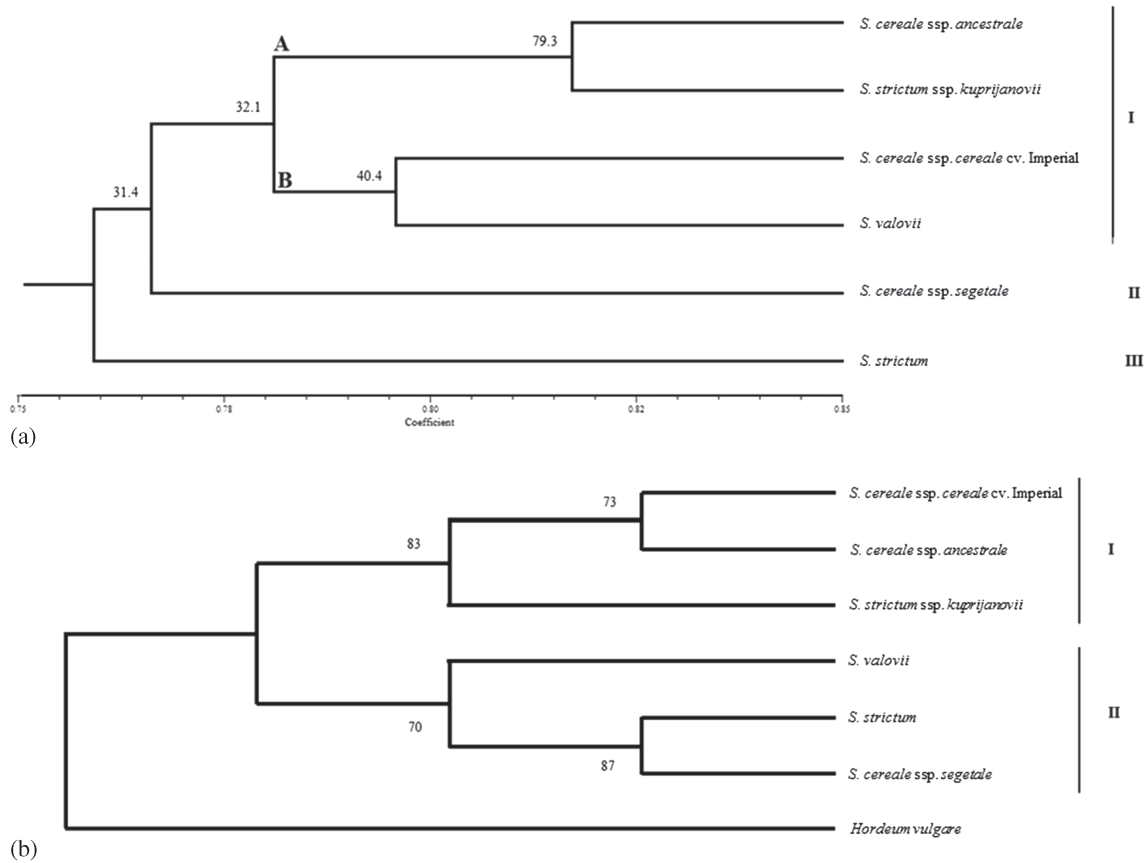 S. cereale ssp. ancestrale
A
79.3
S. strictum ssp. kuprijanovii
32.1
I
S. cereale ssp. cereale cv. Imperial
B
40.4
31.4
S. valovii
S. cereale ssp. segetale
II
S. strictum
III
0.75 0.78 0.80 0.82 0.85
Coefficient
(a)
S. cereale ssp. cereale cv. Imperial
73
83
S. cereale ssp. ancestrale
I
S. strictum ssp. kuprijanovii
S. valovii
70
S. strictum
II
87
S. cereale ssp. segetale
Hordeum vulgare
(b)